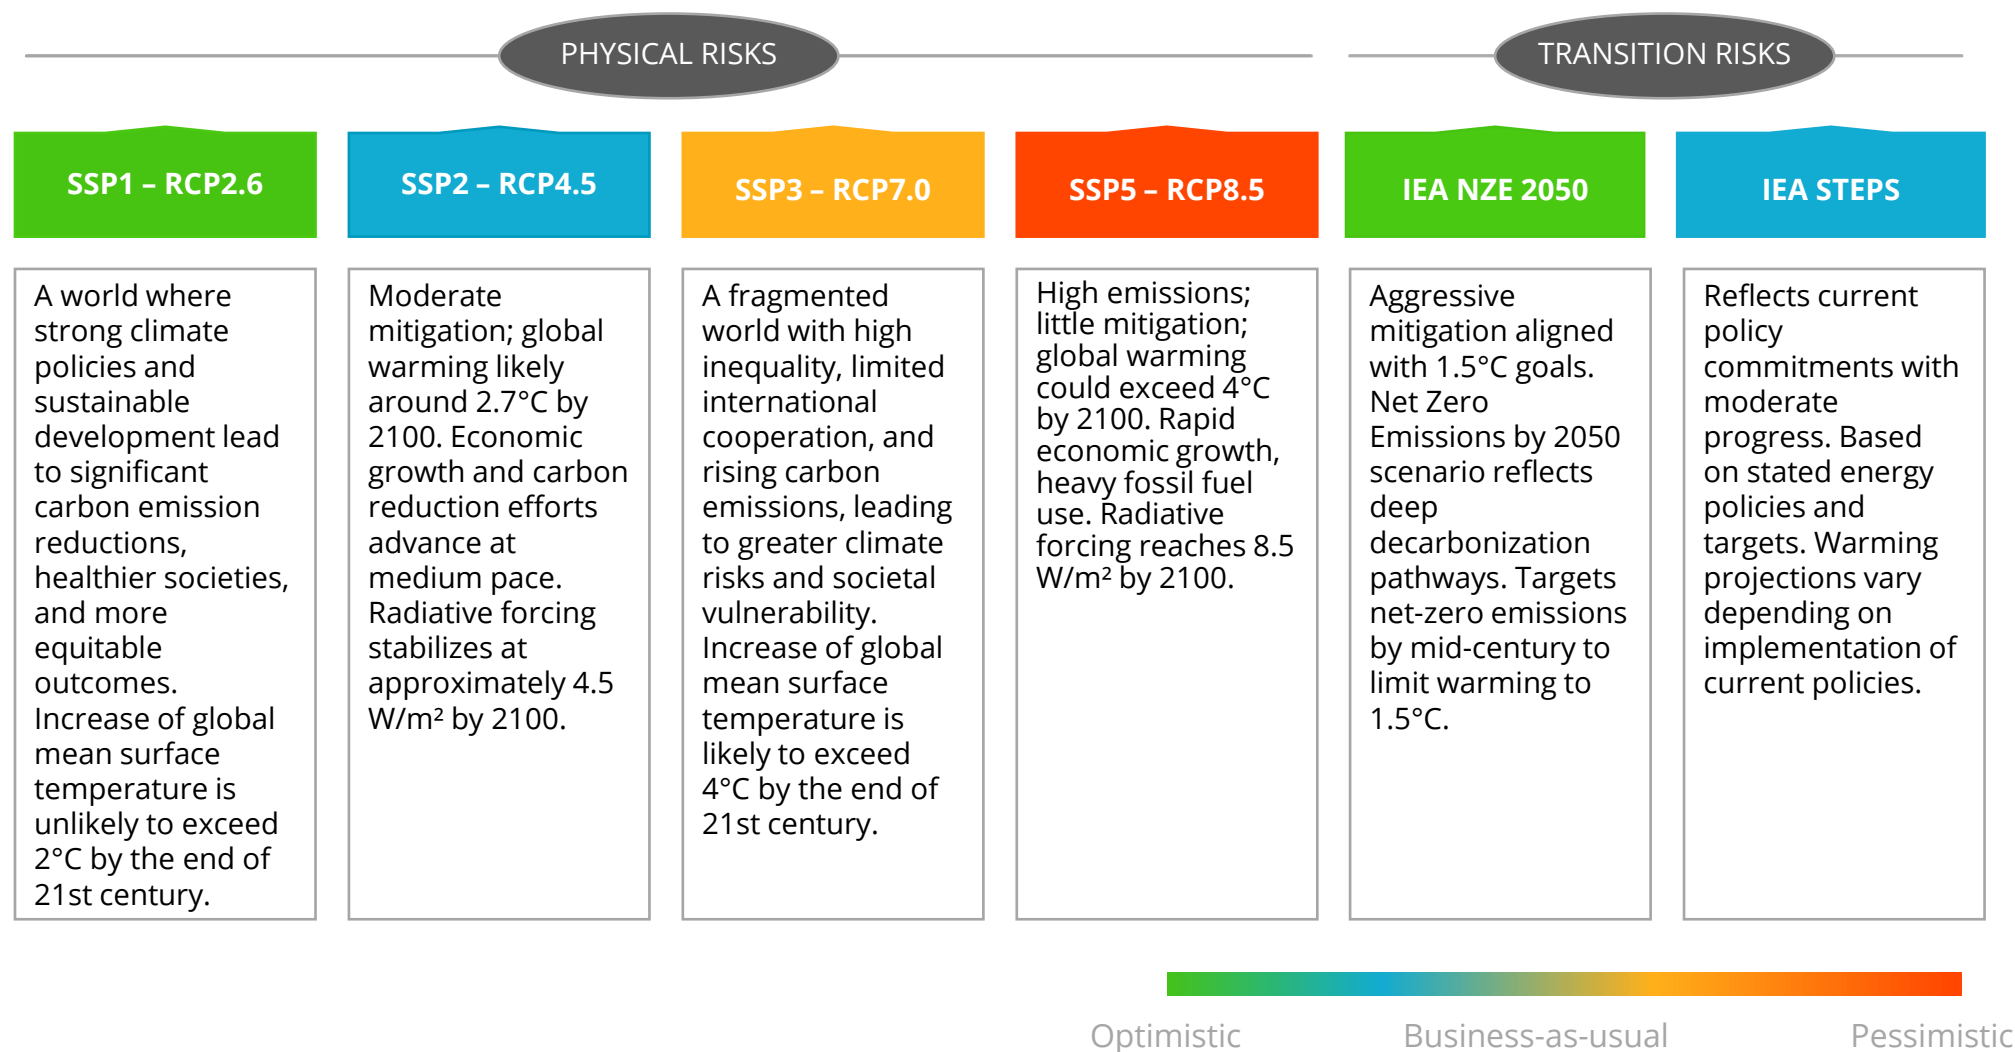 PHYSICAL RISKS
TRANSITION RISKS
SSP1 – RCP2.6
SSP2 – RCP4.5
SSP3 – RCP7.0
SSP5 – RCP8.5
IEA NZE 2050
IEA STEPS
A world where
strong climate
policies and
sustainable
development lead
to significant
carbon emission
reductions,
healthier societies,
and more
equitable
outcomes.
Increase of global
mean surface
temperature is
unlikely to exceed
2°C by the end of
21st century.
Moderate
mitigation; global
warming likely
around 2.7°C by
2100. Economic
growth and carbon
reduction efforts
advance at
medium pace.
Radiative forcing
stabilizes at
approximately 4.5
W/m² by 2100.
A fragmented
world with high
inequality, limited
international
cooperation, and
rising carbon
emissions, leading
to greater climate
risks and societal
vulnerability.
Increase of global
mean surface
temperature is
likely to exceed
4°C by the end of
21st century.
High emissions;
little mitigation;
global warming
could exceed 4°C
by 2100. Rapid
economic growth,
heavy fossil fuel
use. Radiative
forcing reaches 8.5
W/m² by 2100.
Aggressive
mitigation aligned
with 1.5°C goals.
Net Zero
Emissions by 2050
scenario reflects
deep
decarbonization
pathways. Targets
net-zero emissions
by mid-century to
limit warming to
1.5°C.
Reflects current
policy
commitments with
moderate
progress. Based
on stated energy
policies and
targets. Warming
projections vary
depending on
implementation of
current policies.
Optimistic
Business-as-usual
Pessimistic